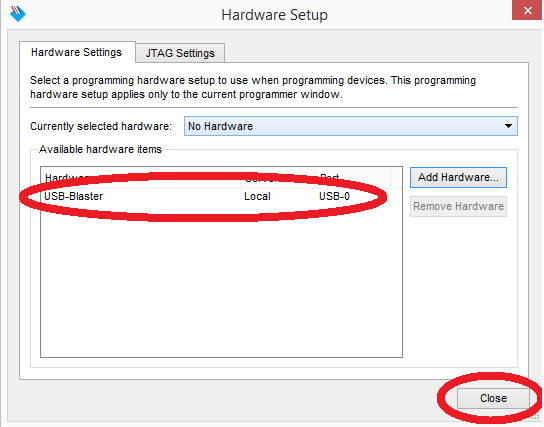 Hardware Setup
Hardware Settings
JTAG Settings
Select a programming hardware setup to use when programming devices. This programming
hardware setup applies only to the current programmer window.
Currently selected hardware: No Hardware
Available hardware items
Hardware Server Port
USB-Blaster Local USB-0
Add Hardware...
Remove Hardware
Close